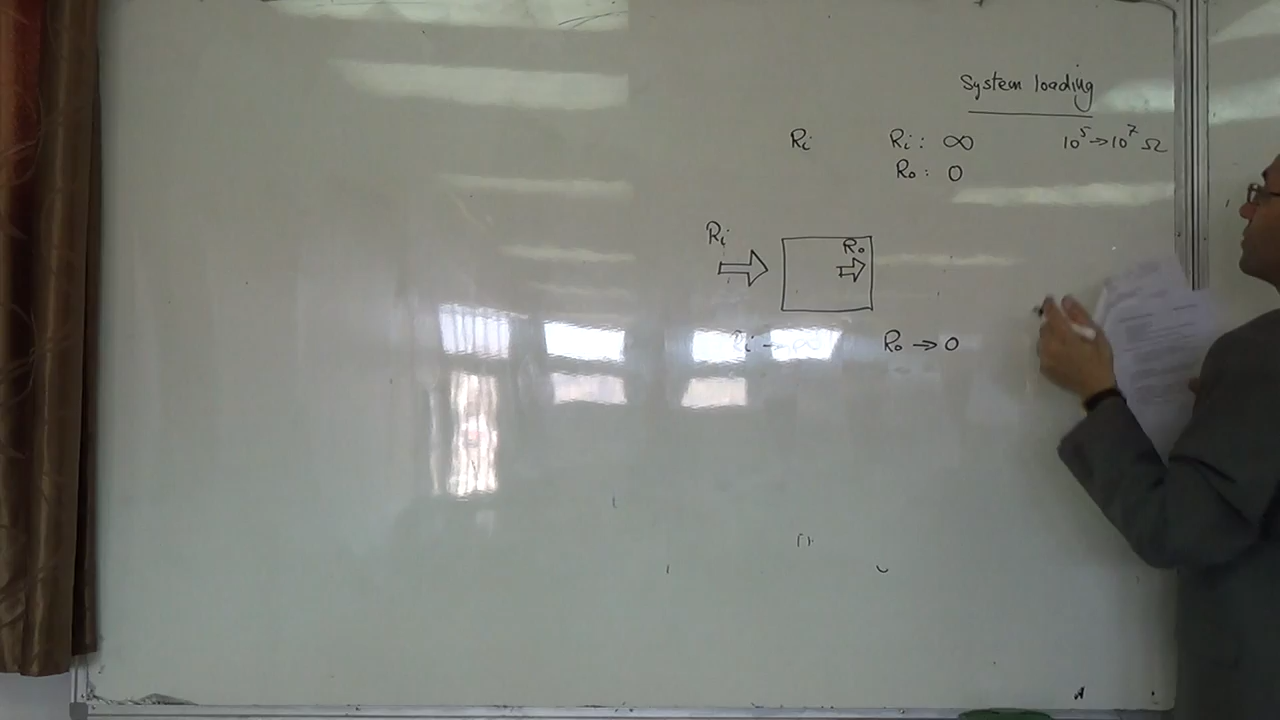 System loading
Ri Ri : ∞ 10⁵→10⁷ Ω
Ro : 0
Ri
Ro
Ri → ∞ Ro → 0